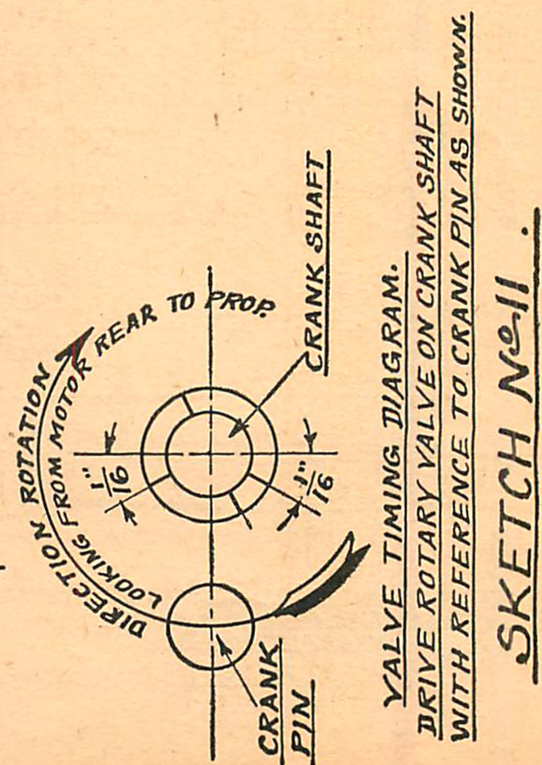 DIRECTION ROTATION
LOOKING FROM MOTOR REAR TO PROP.
1"
16
1"
16
CRANK SHAFT
CRANK
PIN
VALVE TIMING DIAGRAM.
DRIVE ROTARY VALVE ON CRANK SHAFT
WITH REFERENCE TO CRANK PIN AS SHOWN.
SKETCH No 11.